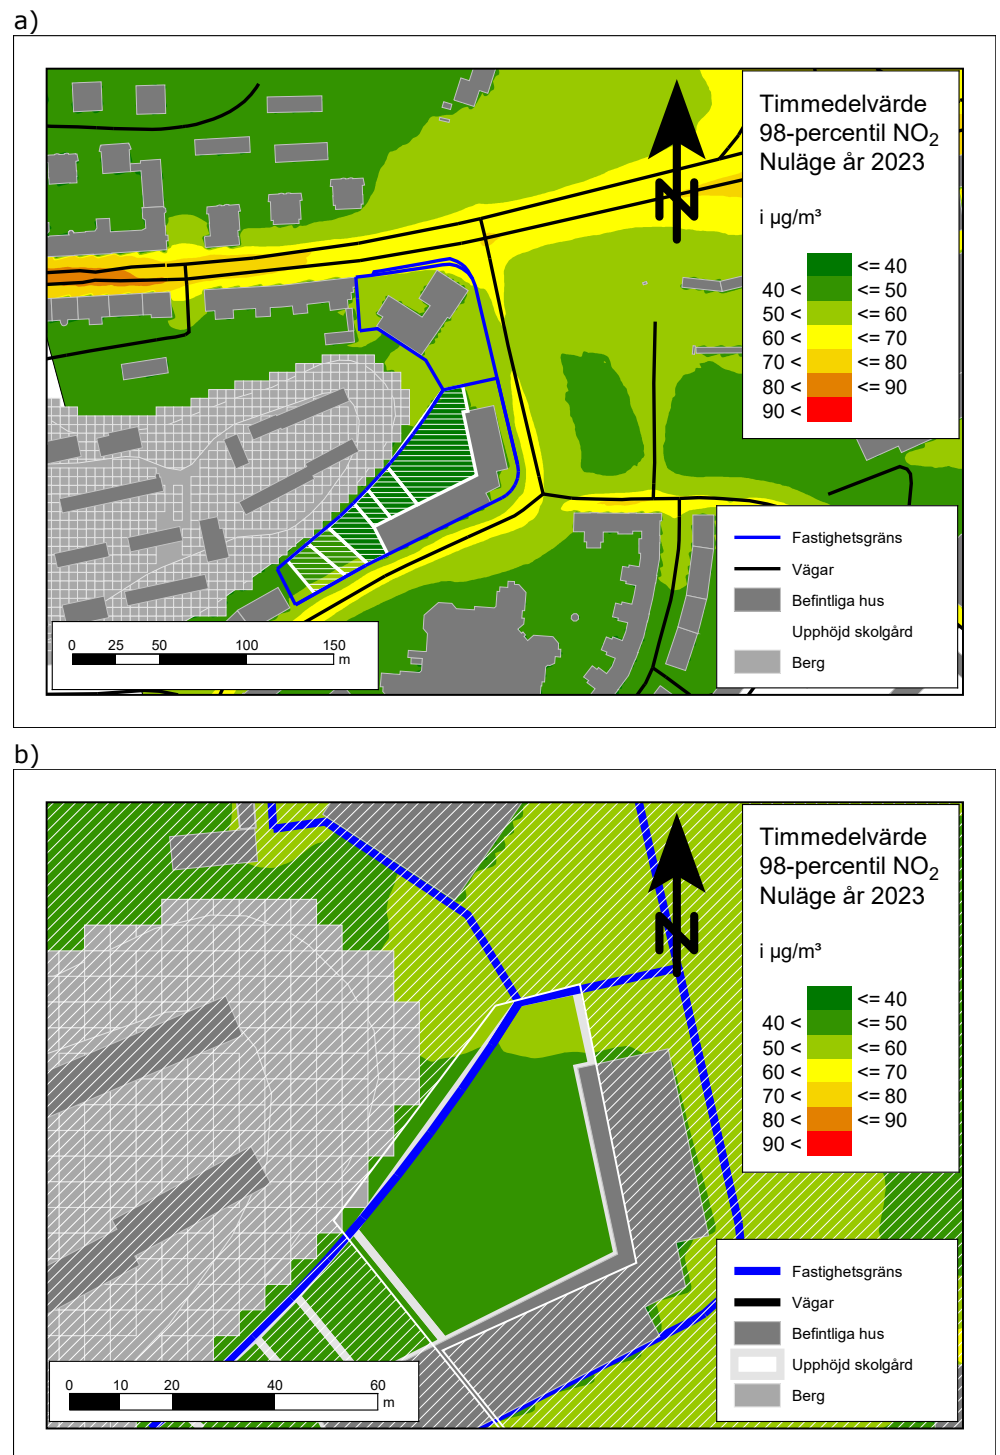 a)
Timmedelvärde
98-percentil NO₂
Nuläge år 2023
i µg/m³
<= 40
40 < <= 50
50 < <= 60
60 < <= 70
70 < <= 80
80 < <= 90
90 <
N
Fastighetsgräns
Vägar
Befintliga hus
Upphöjd skolgård
Berg
0 25 50 100 150
m
b)
Timmedelvärde
98-percentil NO₂
Nuläge år 2023
i µg/m³
<= 40
40 < <= 50
50 < <= 60
60 < <= 70
70 < <= 80
80 < <= 90
90 <
N
Fastighetsgräns
Vägar
Befintliga hus
Upphöjd skolgård
Berg
0 10 20 40 60
m